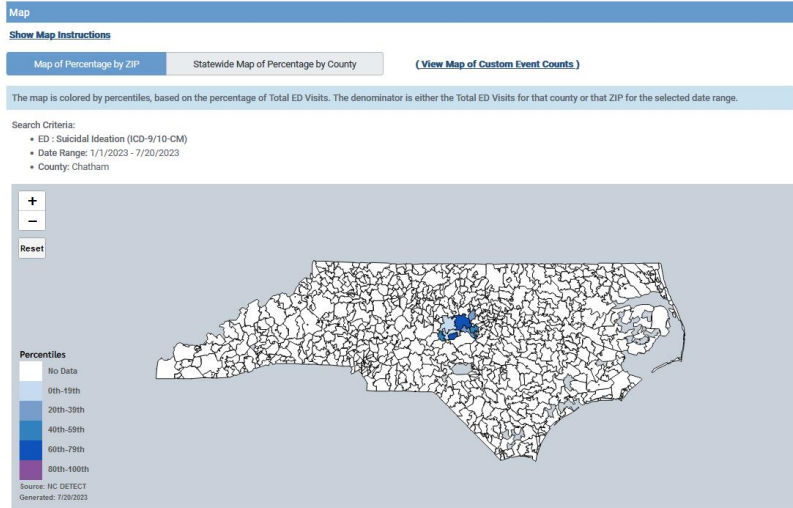 Map
Show Map Instructions
Map of Percentage by ZIP
Statewide Map of Percentage by County
( View Map of Custom Event Counts )
The map is colored by percentiles, based on the percentage of Total ED Visits. The denominator is either the Total ED Visits for that county or that ZIP for the selected date range.
Search Criteria:
• ED : Suicidal Ideation (ICD-9/10-CM)
• Date Range: 1/1/2023 - 7/20/2023
• County: Chatham
+
−
Reset
Percentiles
No Data
0th-19th
20th-39th
40th-59th
60th-79th
80th-100th
Source: NC DETECT
Generated: 7/20/2023